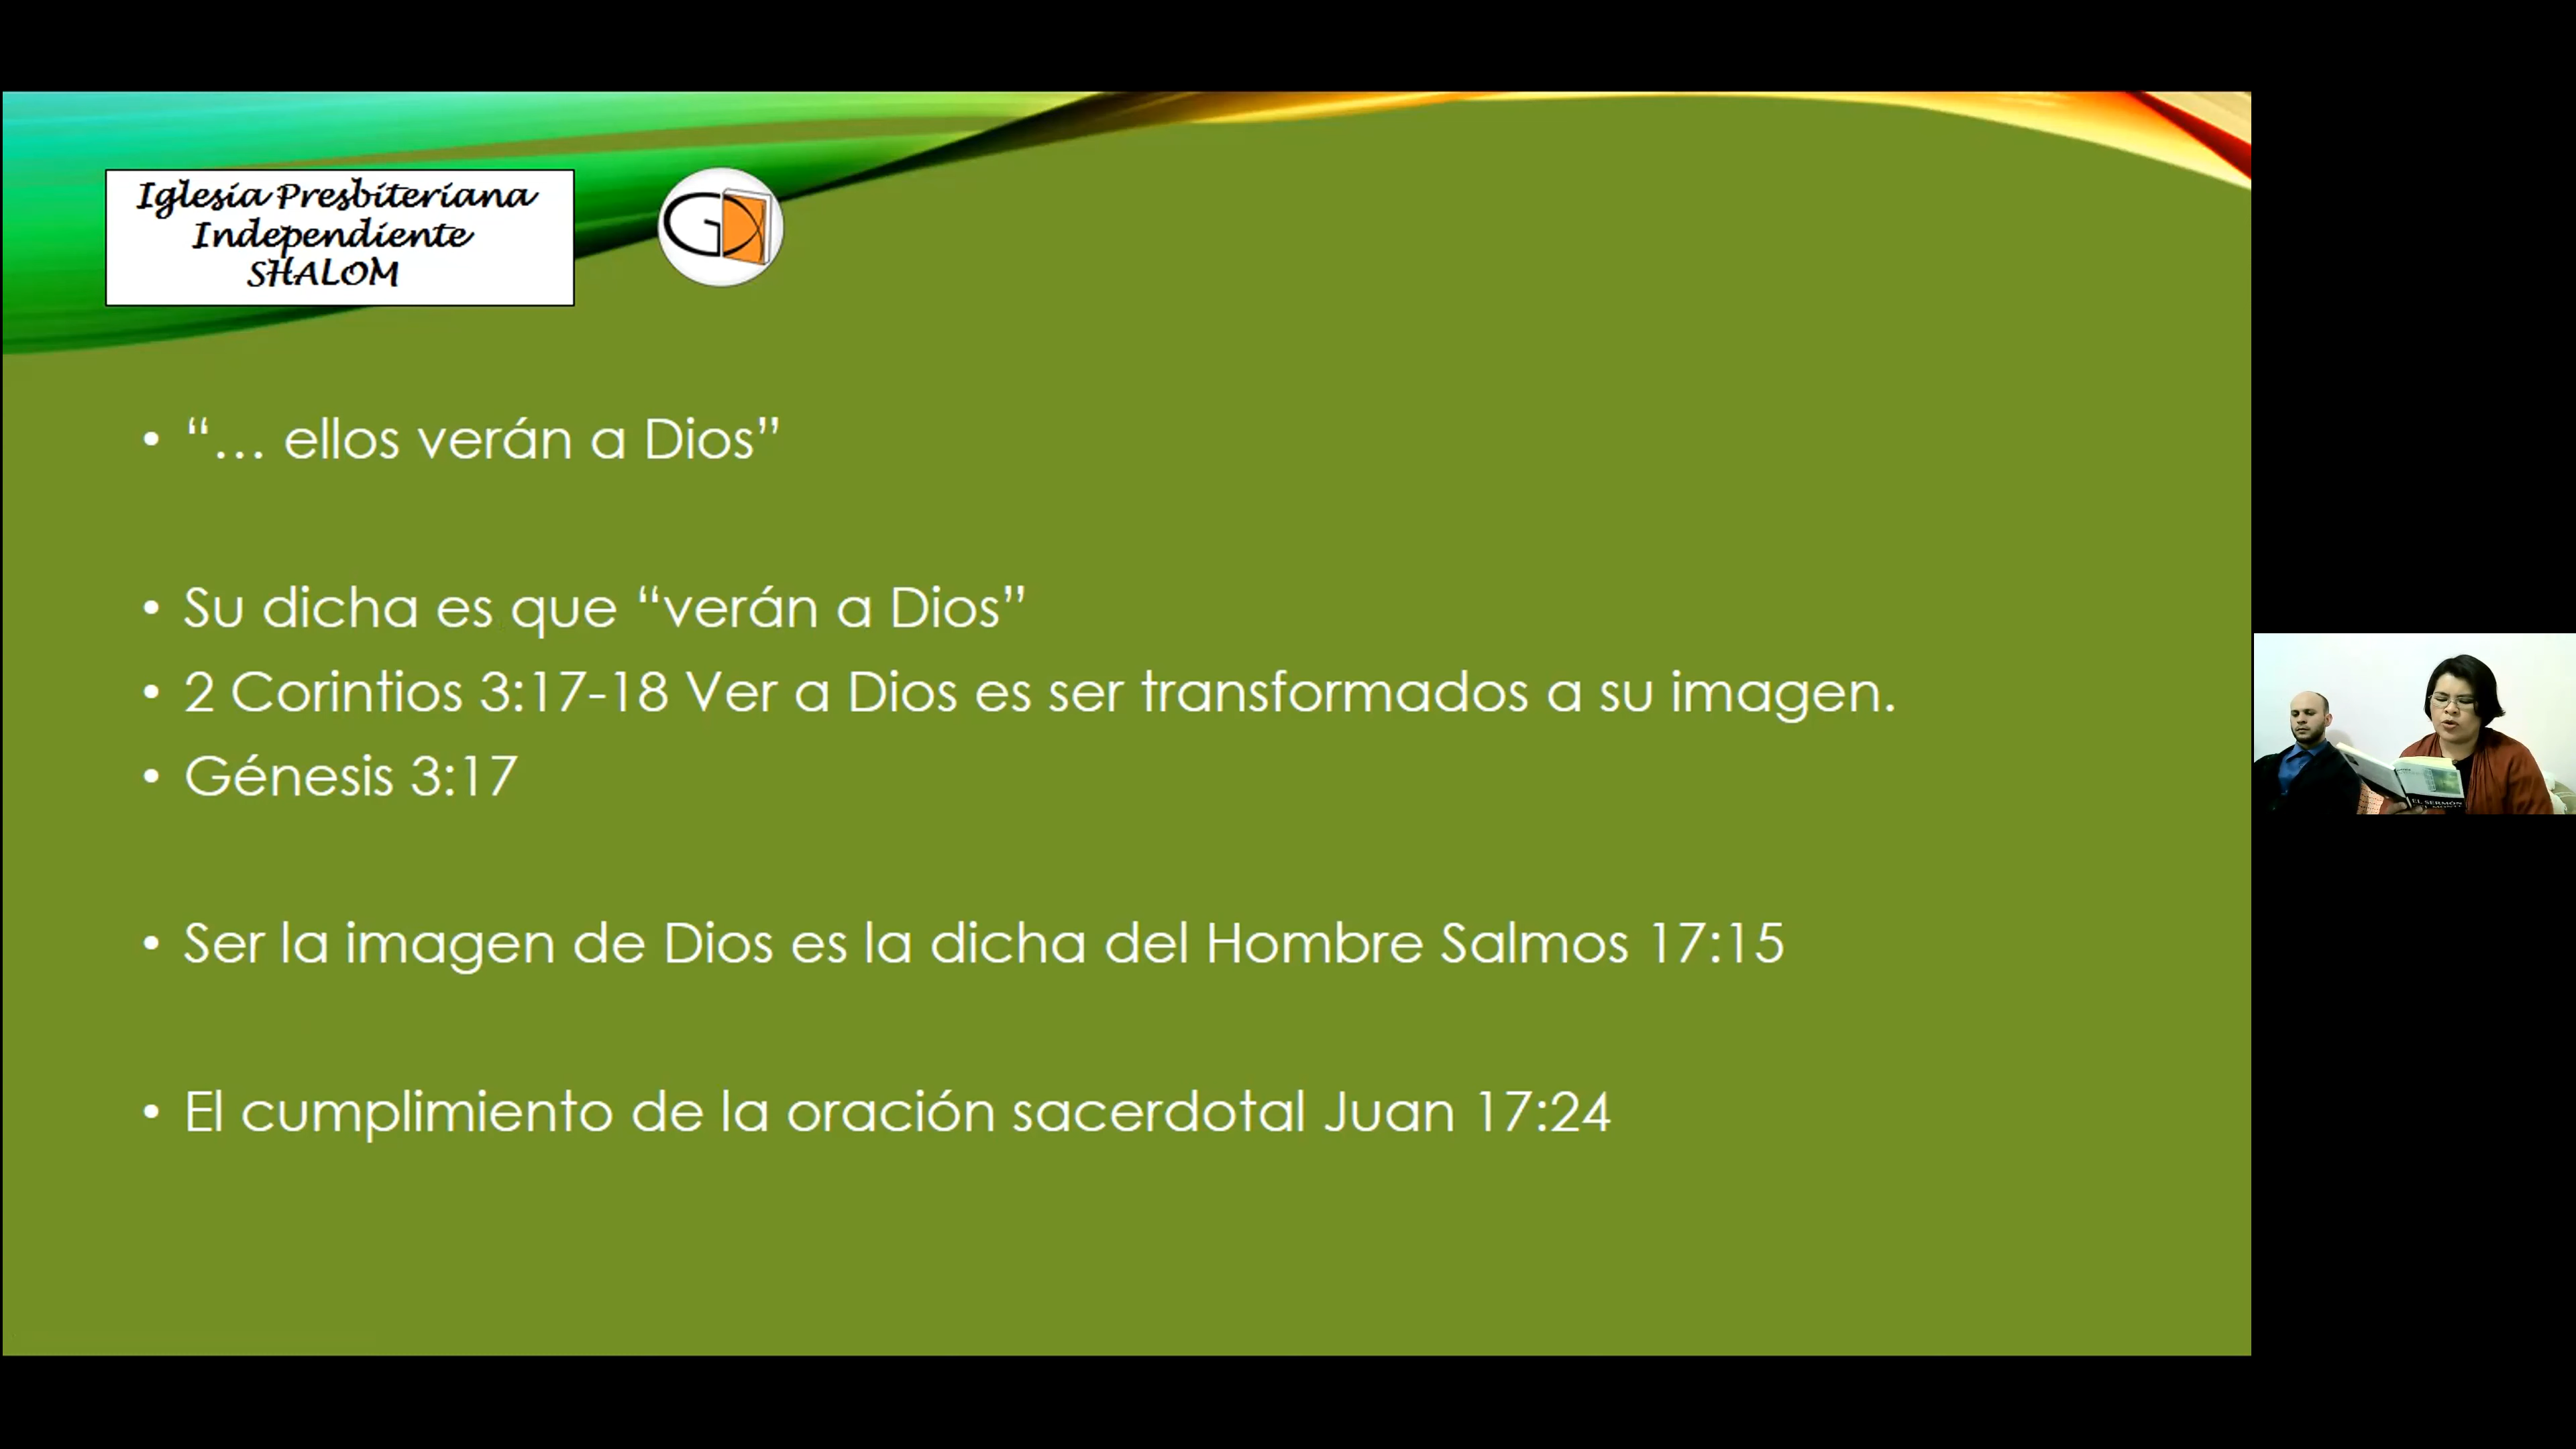 Iglesia Presbiteriana
Independiente
SHALOM
G
• “… ellos verán a Dios”
• Su dicha es que “verán a Dios”
• 2 Corintios 3:17-18 Ver a Dios es ser transformados a su imagen.
• Génesis 3:17
• Ser la imagen de Dios es la dicha del Hombre Salmos 17:15
• El cumplimiento de la oración sacerdotal Juan 17:24
EL SERMÓN